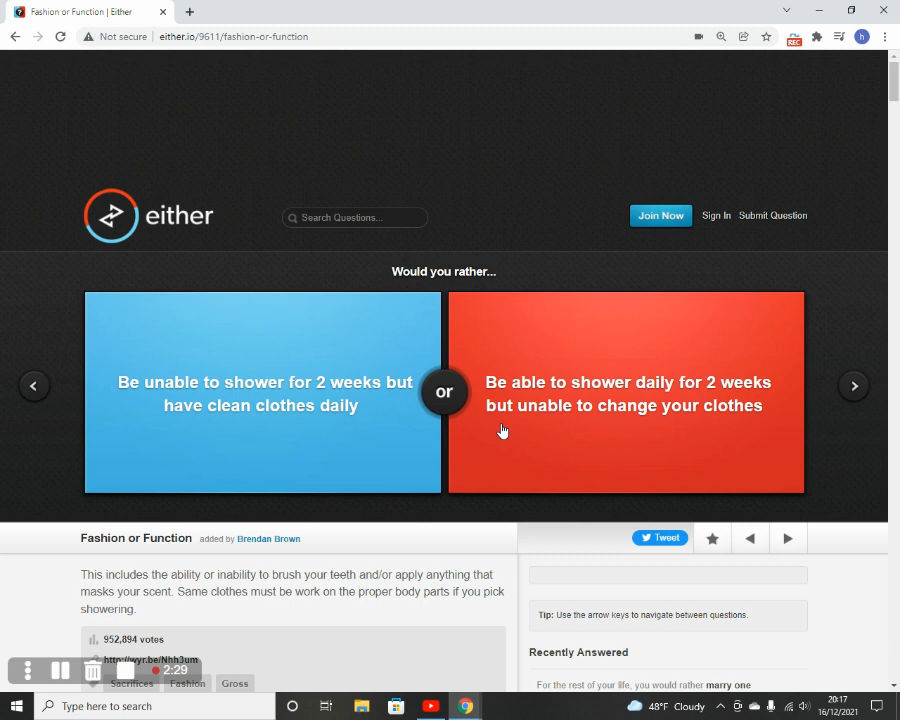 Fashion or Function | Either
Not secure
either.io/9611/fashion-or-function
REC
h
either
Search Questions...
Join Now
Sign In
Submit Question
Would you rather...
Be unable to shower for 2 weeks but
have clean clothes daily
or
Be able to shower daily for 2 weeks
but unable to change your clothes
Fashion or Function
added by Brendan Brown
Tweet
This includes the ability or inability to brush your teeth and/or apply anything that
masks your scent. Same clothes must be work on the proper body parts if you pick
showering.
Tip: Use the arrow keys to navigate between questions.
952,894 votes
http://wyr.be/Nhh3um
Recently Answered
2:29
Sacrifices
Fashion
Gross
For the rest of your life, you would rather marry one
Type here to search
48°F Cloudy
20:17
16/12/2021